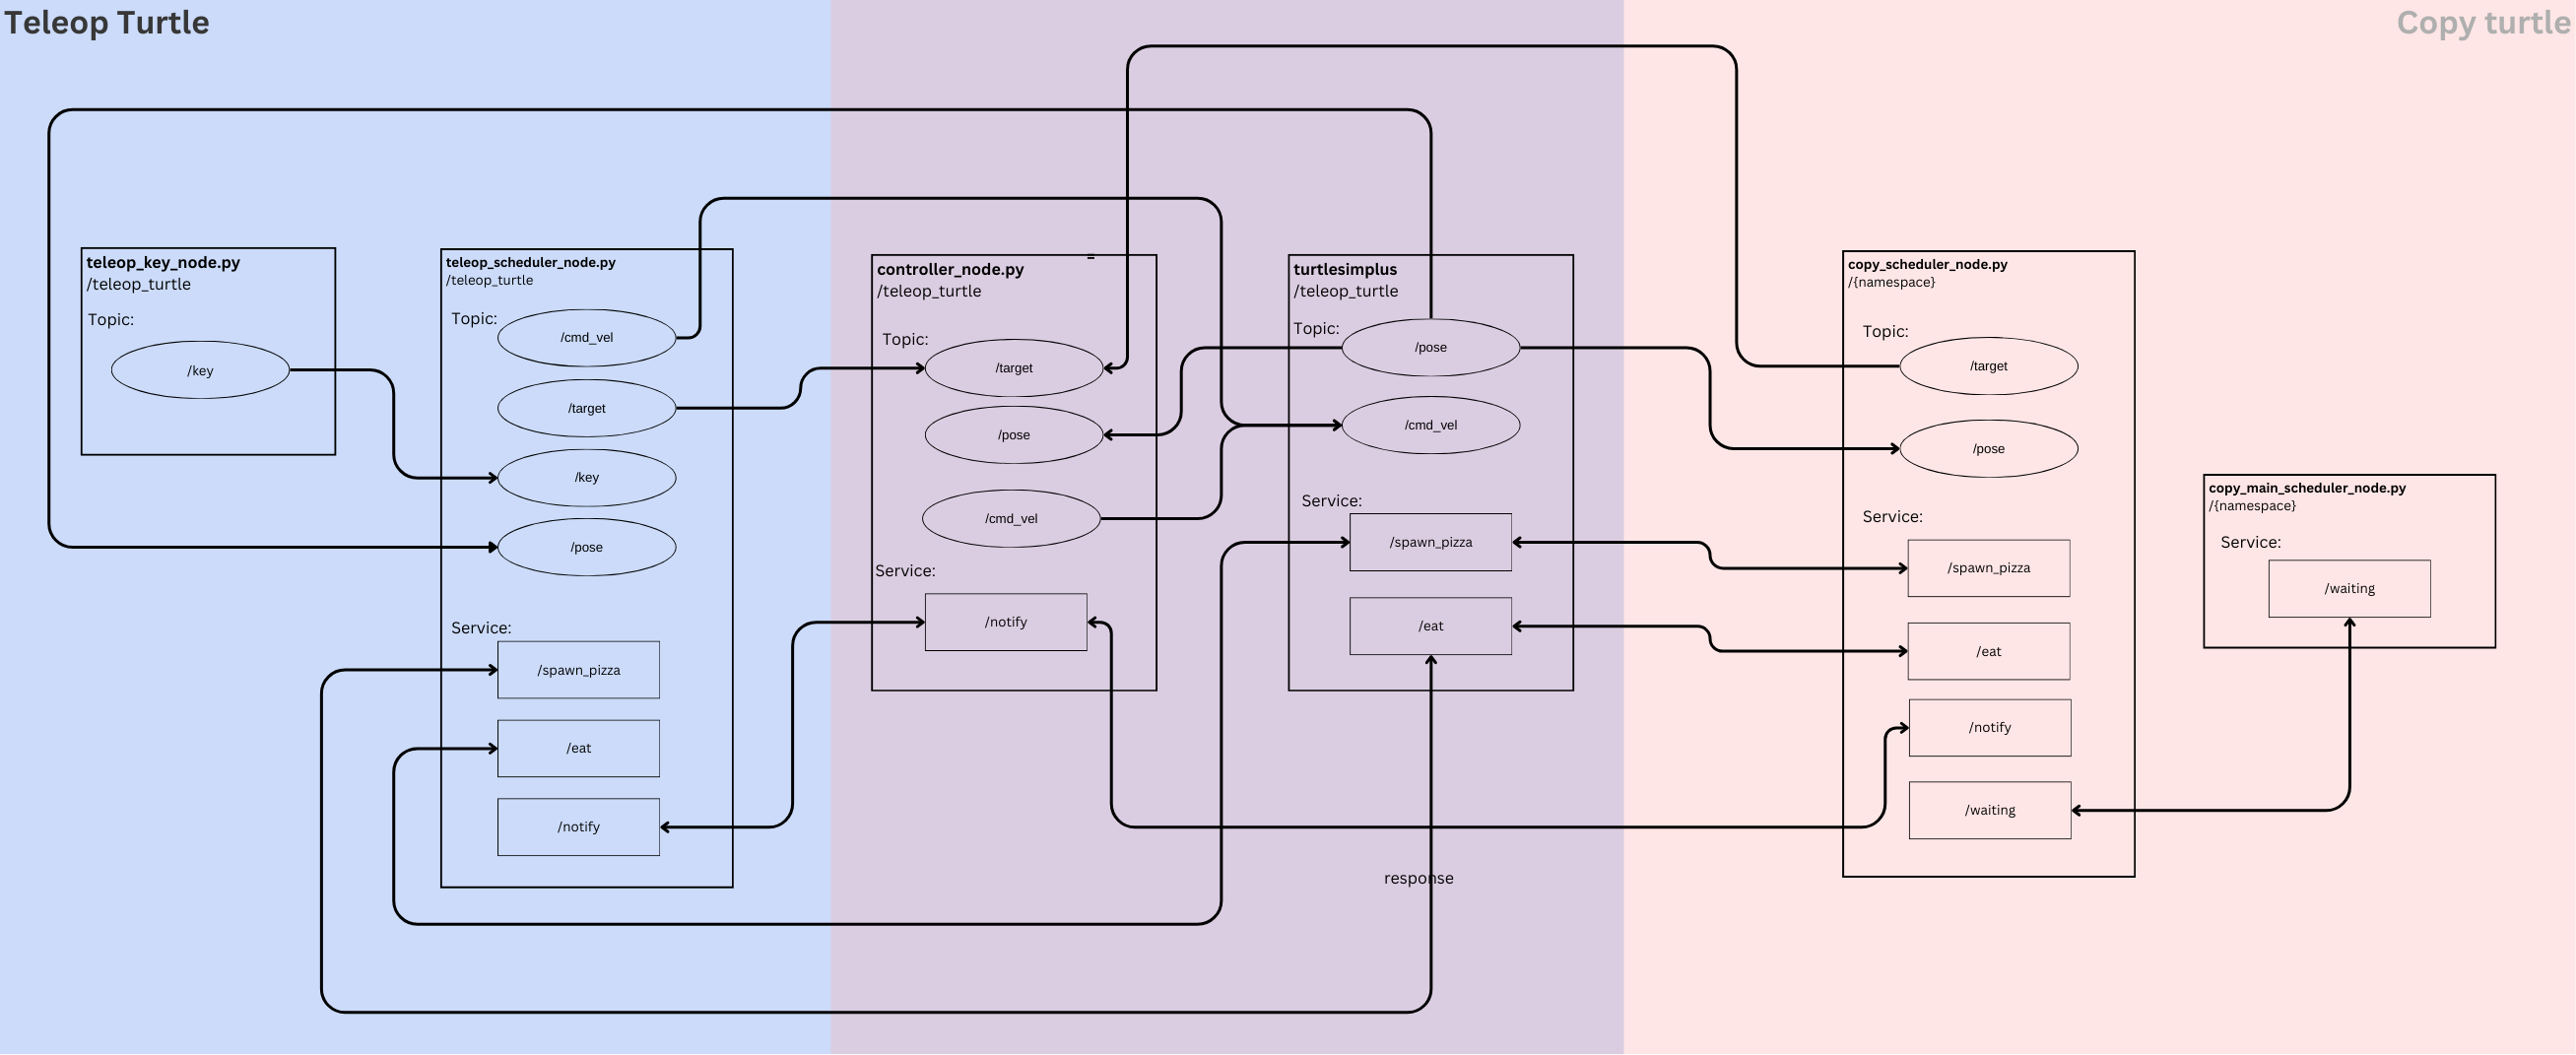 Teleop Turtle
Copy turtle
teleop_key_node.py
/teleop_turtle
Topic:
/key
teleop_scheduler_node.py
/teleop_turtle
Topic:
/cmd_vel
/target
/key
/pose
Service:
/spawn_pizza
/eat
/notify
=
controller_node.py
/teleop_turtle
Topic:
/target
/pose
/cmd_vel
Service:
/notify
turtlesimplus
/teleop_turtle
Topic:
/pose
/cmd_vel
Service:
/spawn_pizza
/eat
response
copy_scheduler_node.py
/{namespace}
Topic:
/target
/pose
Service:
/spawn_pizza
/eat
/notify
/waiting
copy_main_scheduler_node.py
/{namespace}
Service:
/waiting